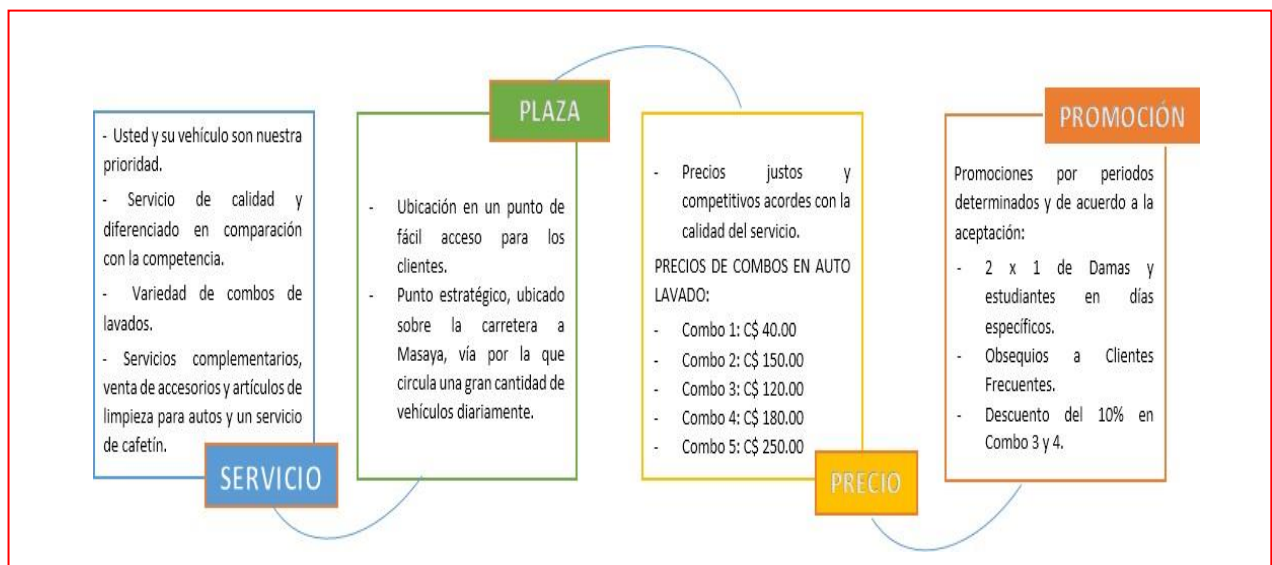 - Usted y su vehículo son nuestra
prioridad.
- Servicio de calidad y
diferenciado en comparación
con la competencia.
- Variedad de combos de
lavados.
- Servicios complementarios,
venta de accesorios y artículos de
limpieza para autos y un servicio
de cafetín.
SERVICIO
PLAZA
- Ubicación en un punto de
fácil acceso para los
clientes.
- Punto estratégico, ubicado
sobre la carretera a
Masaya, vía por la que
circula una gran cantidad de
vehículos diariamente.
- Precios justos y
competitivos acordes con la
calidad del servicio.
PRECIOS DE COMBOS EN AUTO
LAVADO:
- Combo 1: C$ 40.00
- Combo 2: C$ 150.00
- Combo 3: C$ 120.00
- Combo 4: C$ 180.00
- Combo 5: C$ 250.00
PRECIO
PROMOCIÓN
Promociones por periodos
determinados y de acuerdo a la
aceptación:
- 2 x 1 de Damas y
estudiantes en días
específicos.
- Obsequios a Clientes
Frecuentes.
- Descuento del 10% en
Combo 3 y 4.